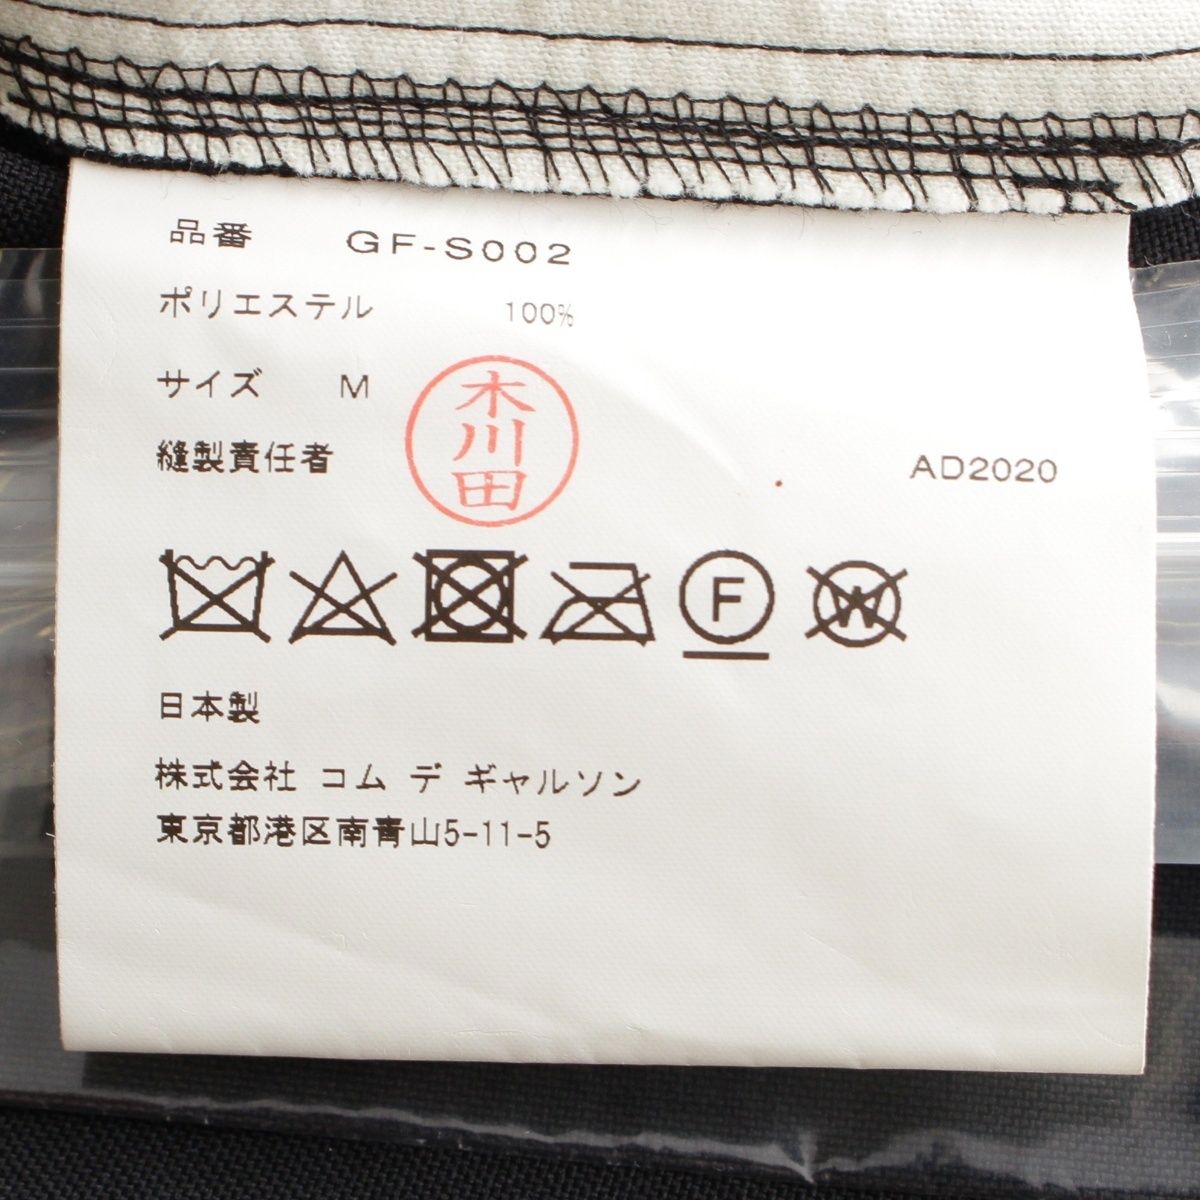 品番 GF-S002
ポリエステル 100%
サイズ M
木川田
縫製責任者
AD2020
F
W
日本製
株式会社 コム デ ギャルソン
東京都港区南青山5-11-5